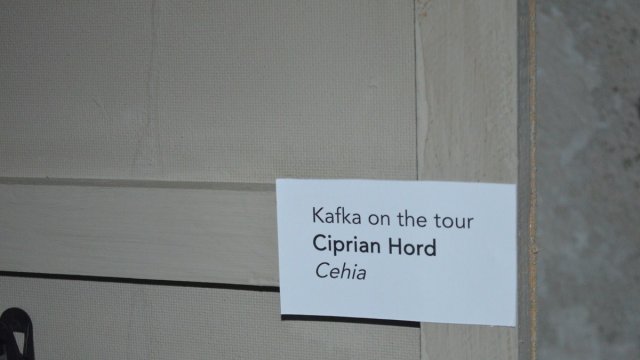 Kafka on the tour
Ciprian Hord
Cehia